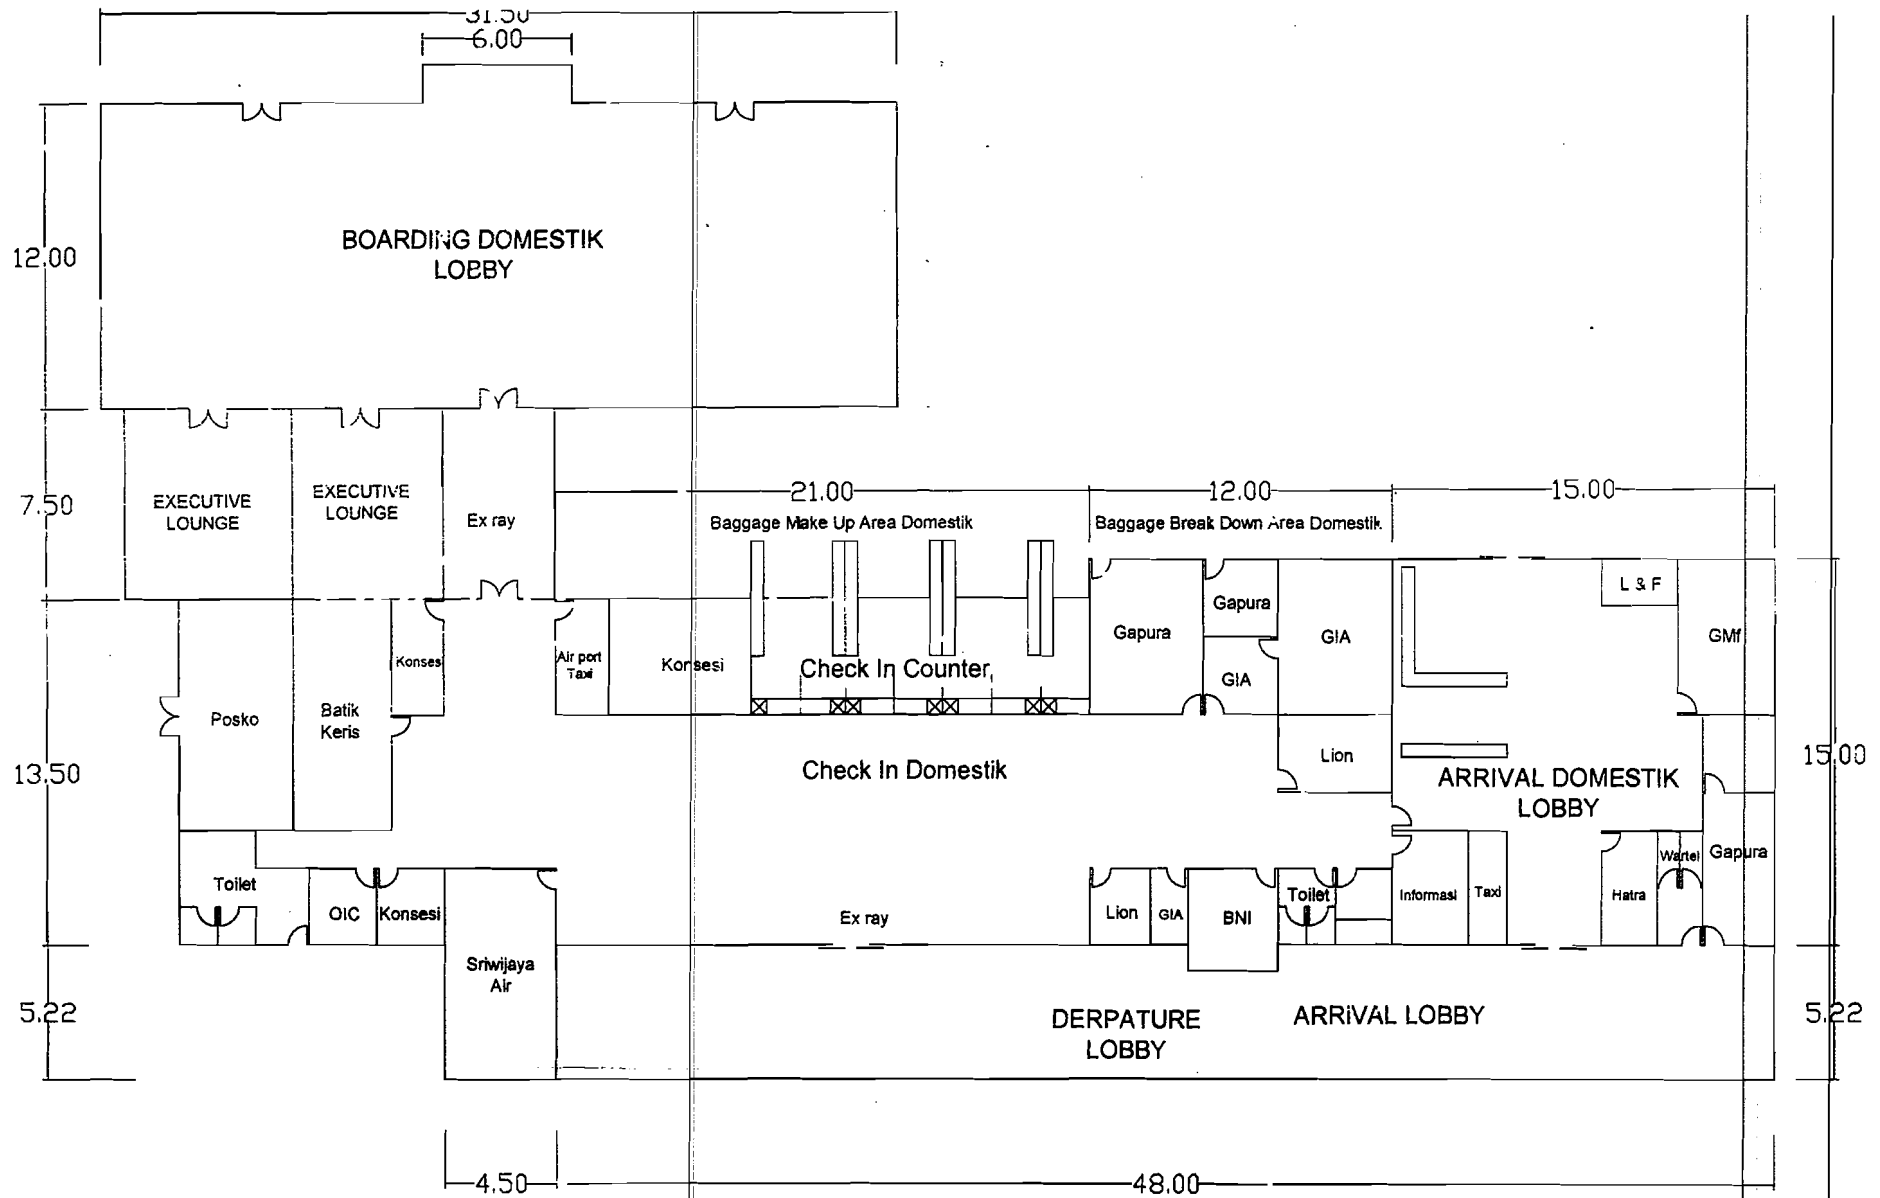 31.50
6.00
BOARDING DOMESTIK
LOBBY
12.00
7.50
EXECUTIVE
LOUNGE
EXECUTIVE
LOUNGE
Ex ray
21.00
12.00
15.00
Baggage Make Up Area Domestik
Baggage Break Down Area Domestik
L & F
Gapura
Gapura
GIA
GMf
Konses
Air port
Taxi
Konsesi
Check In Counter
GIA
Posko
Batik
Keris
13.50
Check In Domestik
Lion
ARRIVAL DOMESTIK
LOBBY
15.00
Toilet
OIC
Konsesi
Ex ray
Lion
GIA
BNI
Toilet
Informasi
Taxi
Hatra
Wartel
Gapura
Sriwijaya
Air
5.22
DERPATURE
LOBBY
ARRIVAL LOBBY
5.22
4.50
48.00